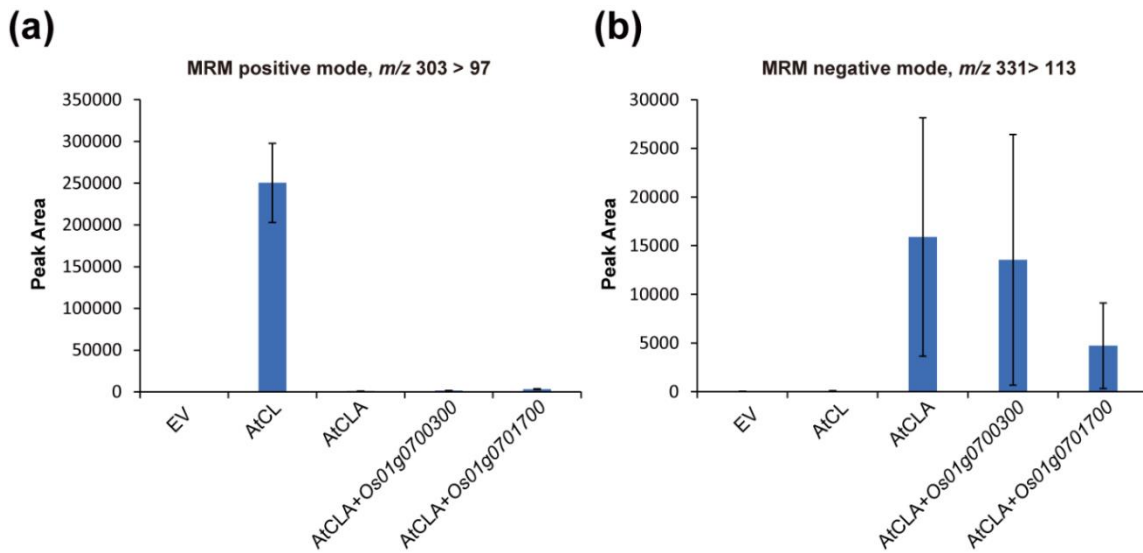 (a)
MRM positive mode, m/z 303 > 97
350000
300000
250000
200000
150000
100000
50000
0
Peak Area
EV
AtCL
AtCLA
AtCLA+Os01g0700300
AtCLA+Os01g0701700
(b)
MRM negative mode, m/z 331> 113
30000
25000
20000
15000
10000
5000
0
Peak Area
EV
AtCL
AtCLA
AtCLA+Os01g0700300
AtCLA+Os01g0701700